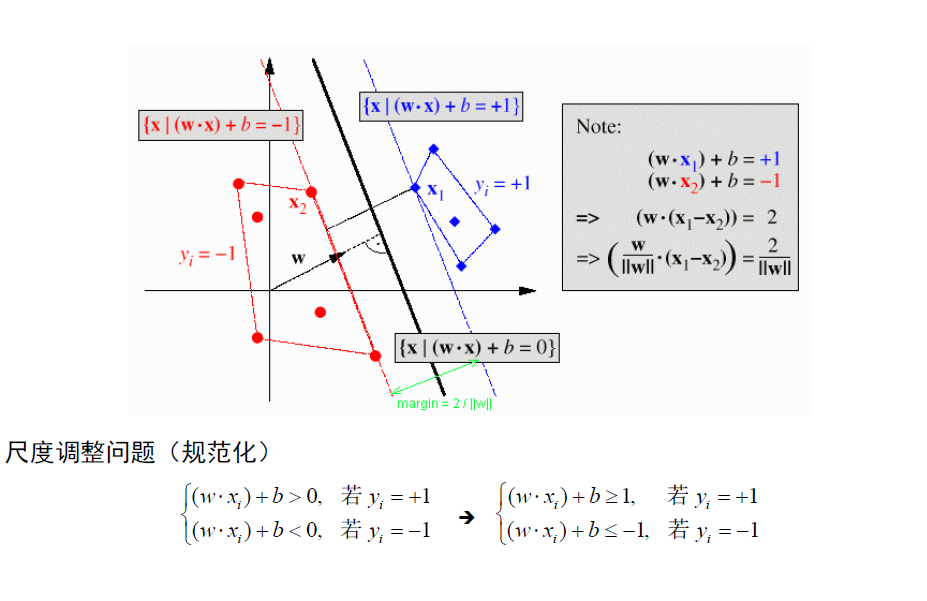 {x | (w·x) + b = −1}
{x | (w·x) + b = +1}
Note:
(w·x₁) + b = +1
(w·x₂) + b = −1
=> (w·(x₁−x₂)) = 2
=> (w/||w|| · (x₁−x₂)) = 2/||w||
x₁
yᵢ = +1
x₂
yᵢ = −1
w
{x | (w·x) + b = 0}
margin = 2 / ||w||
尺度调整问题（规范化）
(w·xᵢ)+b>0, 若 yᵢ=+1 ➔ (w·xᵢ)+b≥1, 若 yᵢ=+1
(w·xᵢ)+b<0, 若 yᵢ=−1 (w·xᵢ)+b≤−1, 若 yᵢ=−1